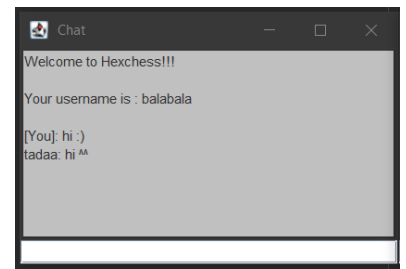 Chat
Welcome to Hexchess!!!
Your username is : balabala
[You]: hi :)
tadaa: hi ^^